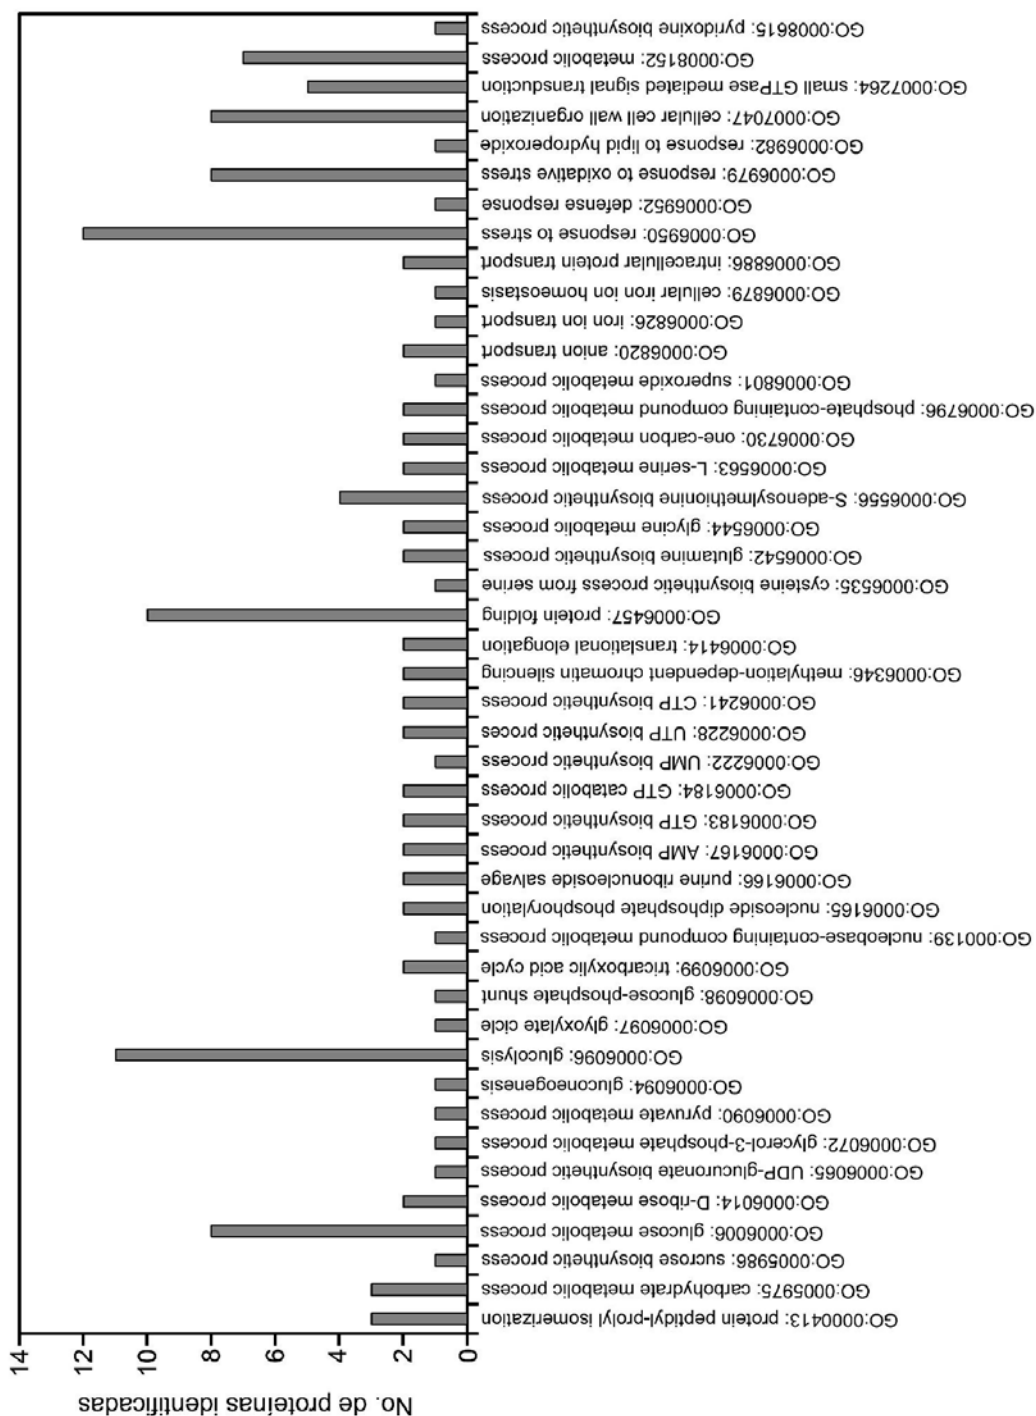 No. de proteínas identificadas
14
12
10
8
6
4
2
0
GO:0000413: protein peptidyl-prolyl isomerization
GO:0005975: carbohydrate metabolic process
GO:0005986: sucrose biosynthetic process
GO:0006006: glucose metabolic process
GO:0006014: D-ribose metabolic process
GO:0006065: UDP-glucuronate biosynthetic process
GO:0006072: glycerol-3-phosphate metabolic process
GO:0006090: pyruvate metabolic process
GO:0006094: gluconeogenesis
GO:0006096: glucolysis
GO:0006097: glyoxylate cicle
GO:0006098: glucose-phosphate shunt
GO:0006099: tricarboxylic acid cycle
GO:000139: nucleobase-containing compound metabolic process
GO:0006165: nucleoside diphosphate phosphorylation
GO:0006166: purine ribonucleoside salvage
GO:0006167: AMP biosynthetic process
GO:0006183: GTP biosynthetic process
GO:0006184: GTP catabolic process
GO:0006222: UMP biosynthetic process
GO:0006228: UTP biosynthetic proces
GO:0006241: CTP biosynthetic process
GO:0006346: methylation-dependent chromatin silencing
GO:0006414: translational elongation
GO:0006457: protein folding
GO:0006535: cysteine biosynthetic process from serine
GO:0006542: glutamine biosynthetic process
GO:0006544: glycine metabolic process
GO:0006556: S-adenosylmethionine biosynthetic process
GO:0006563: L-serine metabolic process
GO:0006730: one-carbon metabolic process
GO:0006796: phosphate-containing compound metabolic process
GO:0006801: superoxide metabolic process
GO:0006820: anion transport
GO:0006826: iron ion transport
GO:0006879: cellular iron ion homeostasis
GO:0006886: intracellular protein transport
GO:0006950: response to stress
GO:0006952: defense response
GO:0006979: response to oxidative stress
GO:0006982: response to lipid hydroperoxide
GO:0007047: cellular cell wall organization
GO:0007264: small GTPase mediated signal transduction
GO:0008152: metabolic process
GO:0008615: pyridoxine biosynthetic process